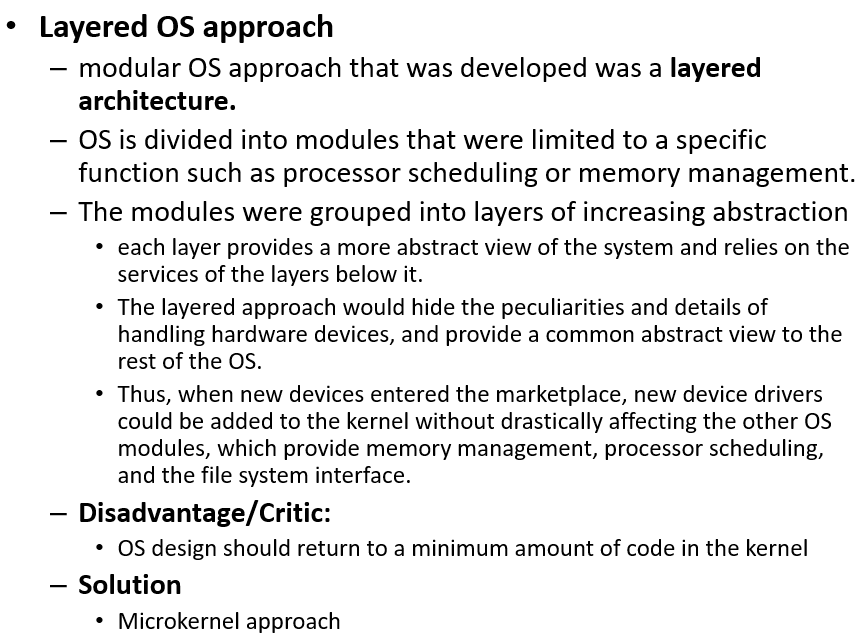 • Layered OS approach
– modular OS approach that was developed was a layered
architecture.
– OS is divided into modules that were limited to a specific
function such as processor scheduling or memory management.
– The modules were grouped into layers of increasing abstraction
• each layer provides a more abstract view of the system and relies on the
services of the layers below it.
• The layered approach would hide the peculiarities and details of
handling hardware devices, and provide a common abstract view to the
rest of the OS.
• Thus, when new devices entered the marketplace, new device drivers
could be added to the kernel without drastically affecting the other OS
modules, which provide memory management, processor scheduling,
and the file system interface.
– Disadvantage/Critic:
• OS design should return to a minimum amount of code in the kernel
– Solution
• Microkernel approach